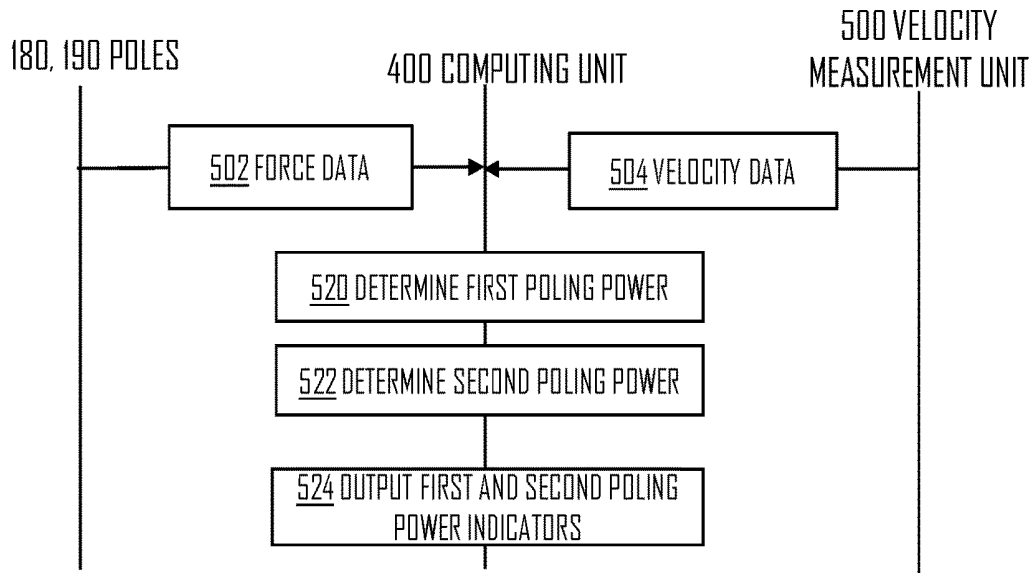 180, 190 POLES
400 COMPUTING UNIT
500 VELOCITY
MEASUREMENT UNIT
502 FORCE DATA
504 VELOCITY DATA
520 DETERMINE FIRST POLING POWER
522 DETERMINE SECOND POLING POWER
524 OUTPUT FIRST AND SECOND POLING
POWER INDICATORS